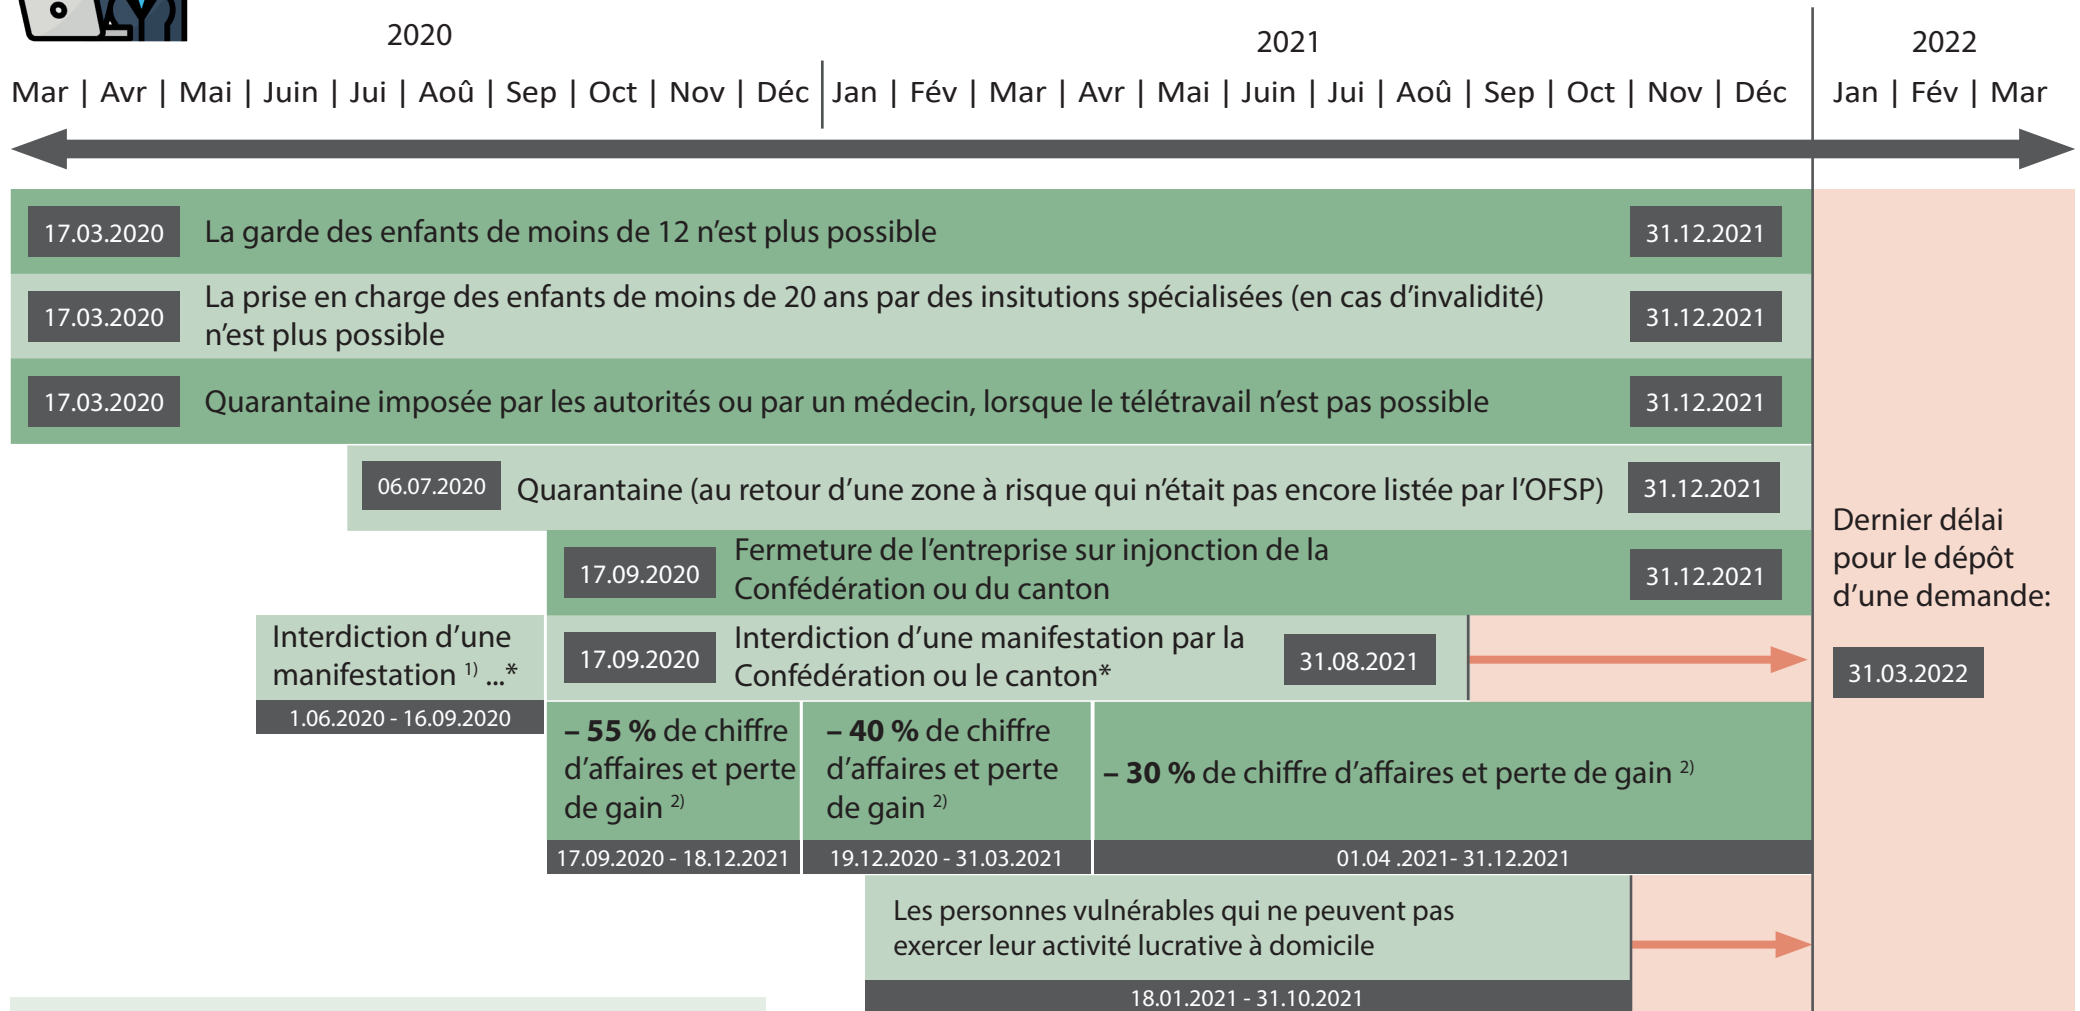 2020
2021
2022
Mar | Avr | Mai | Juin | Jui | Aoû | Sep | Oct | Nov | Déc | Jan | Fév | Mar | Avr | Mai | Juin | Jui | Aoû | Sep | Oct | Nov | Déc
Jan | Fév | Mar
17.03.2020
La garde des enfants de moins de 12 n'est plus possible
31.12.2021
17.03.2020
La prise en charge des enfants de moins de 20 ans par des insitutions spécialisées (en cas d'invalidité)
n'est plus possible
31.12.2021
17.03.2020
Quarantaine imposée par les autorités ou par un médecin, lorsque le télétravail n'est pas possible
31.12.2021
06.07.2020
Quarantaine (au retour d'une zone à risque qui n'était pas encore listée par l'OFSP)
31.12.2021
17.09.2020
Fermeture de l'entreprise sur injonction de la
Confédération ou du canton
31.12.2021
Interdiction d'une
manifestation 1) ...*
1.06.2020 - 16.09.2020
17.09.2020
Interdiction d'une manifestation par la
Confédération ou le canton*
31.08.2021
– 55 % de chiffre
d'affaires et perte
de gain 2)
17.09.2020 - 18.12.2021
– 40 % de chiffre
d'affaires et perte
de gain 2)
19.12.2020 - 31.03.2021
– 30 % de chiffre d'affaires et perte de gain 2)
01.04 .2021- 31.12.2021
Les personnes vulnérables qui ne peuvent pas
exercer leur activité lucrative à domicile
18.01.2021 - 31.10.2021
Dernier délai
pour le dépôt
d'une demande:
31.03.2022